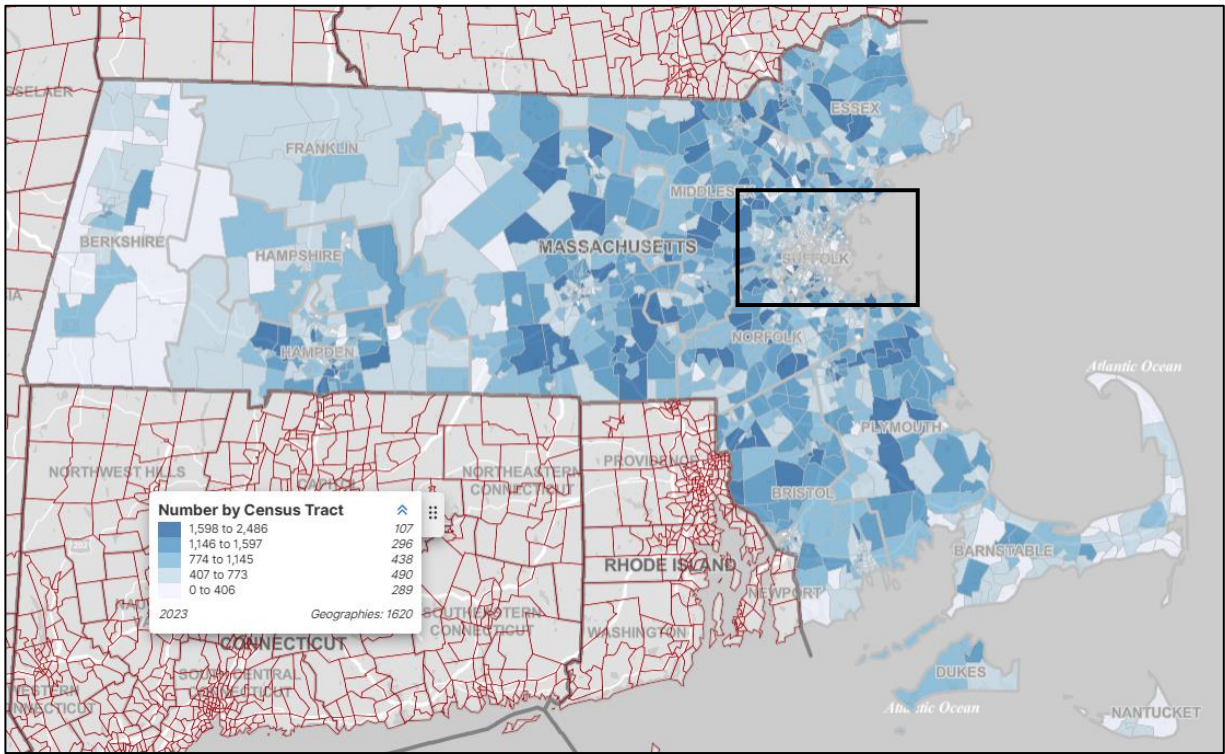 ESSEX
FRANKLIN
MIDDLESEX
BERKSHIRE
HAMPSHIRE
MASSACHUSETTS
SUFFOLK
NORFOLK
HAMPDEN
Atlantic Ocean
PLYMOUTH
NORTHWEST HILLS
CAPITOL
NORTHEASTERN
CONNECTICUT
PROVIDENCE
BRISTOL
Number by Census Tract
1,598 to 2,486 107
1,146 to 1,597 296
774 to 1,145 438
407 to 773 490
0 to 406 289
2023 Geographies: 1620
BARNSTABLE
RHODE ISLAND
NEWPORT
SOUTHEASTERN
CONNECTICUT
WASHINGTON
CONNECTICUT
SOUTH CENTRAL
CONNECTICUT
WESTERN
CONNECTICUT
DUKES
Atlantic Ocean
NANTUCKET